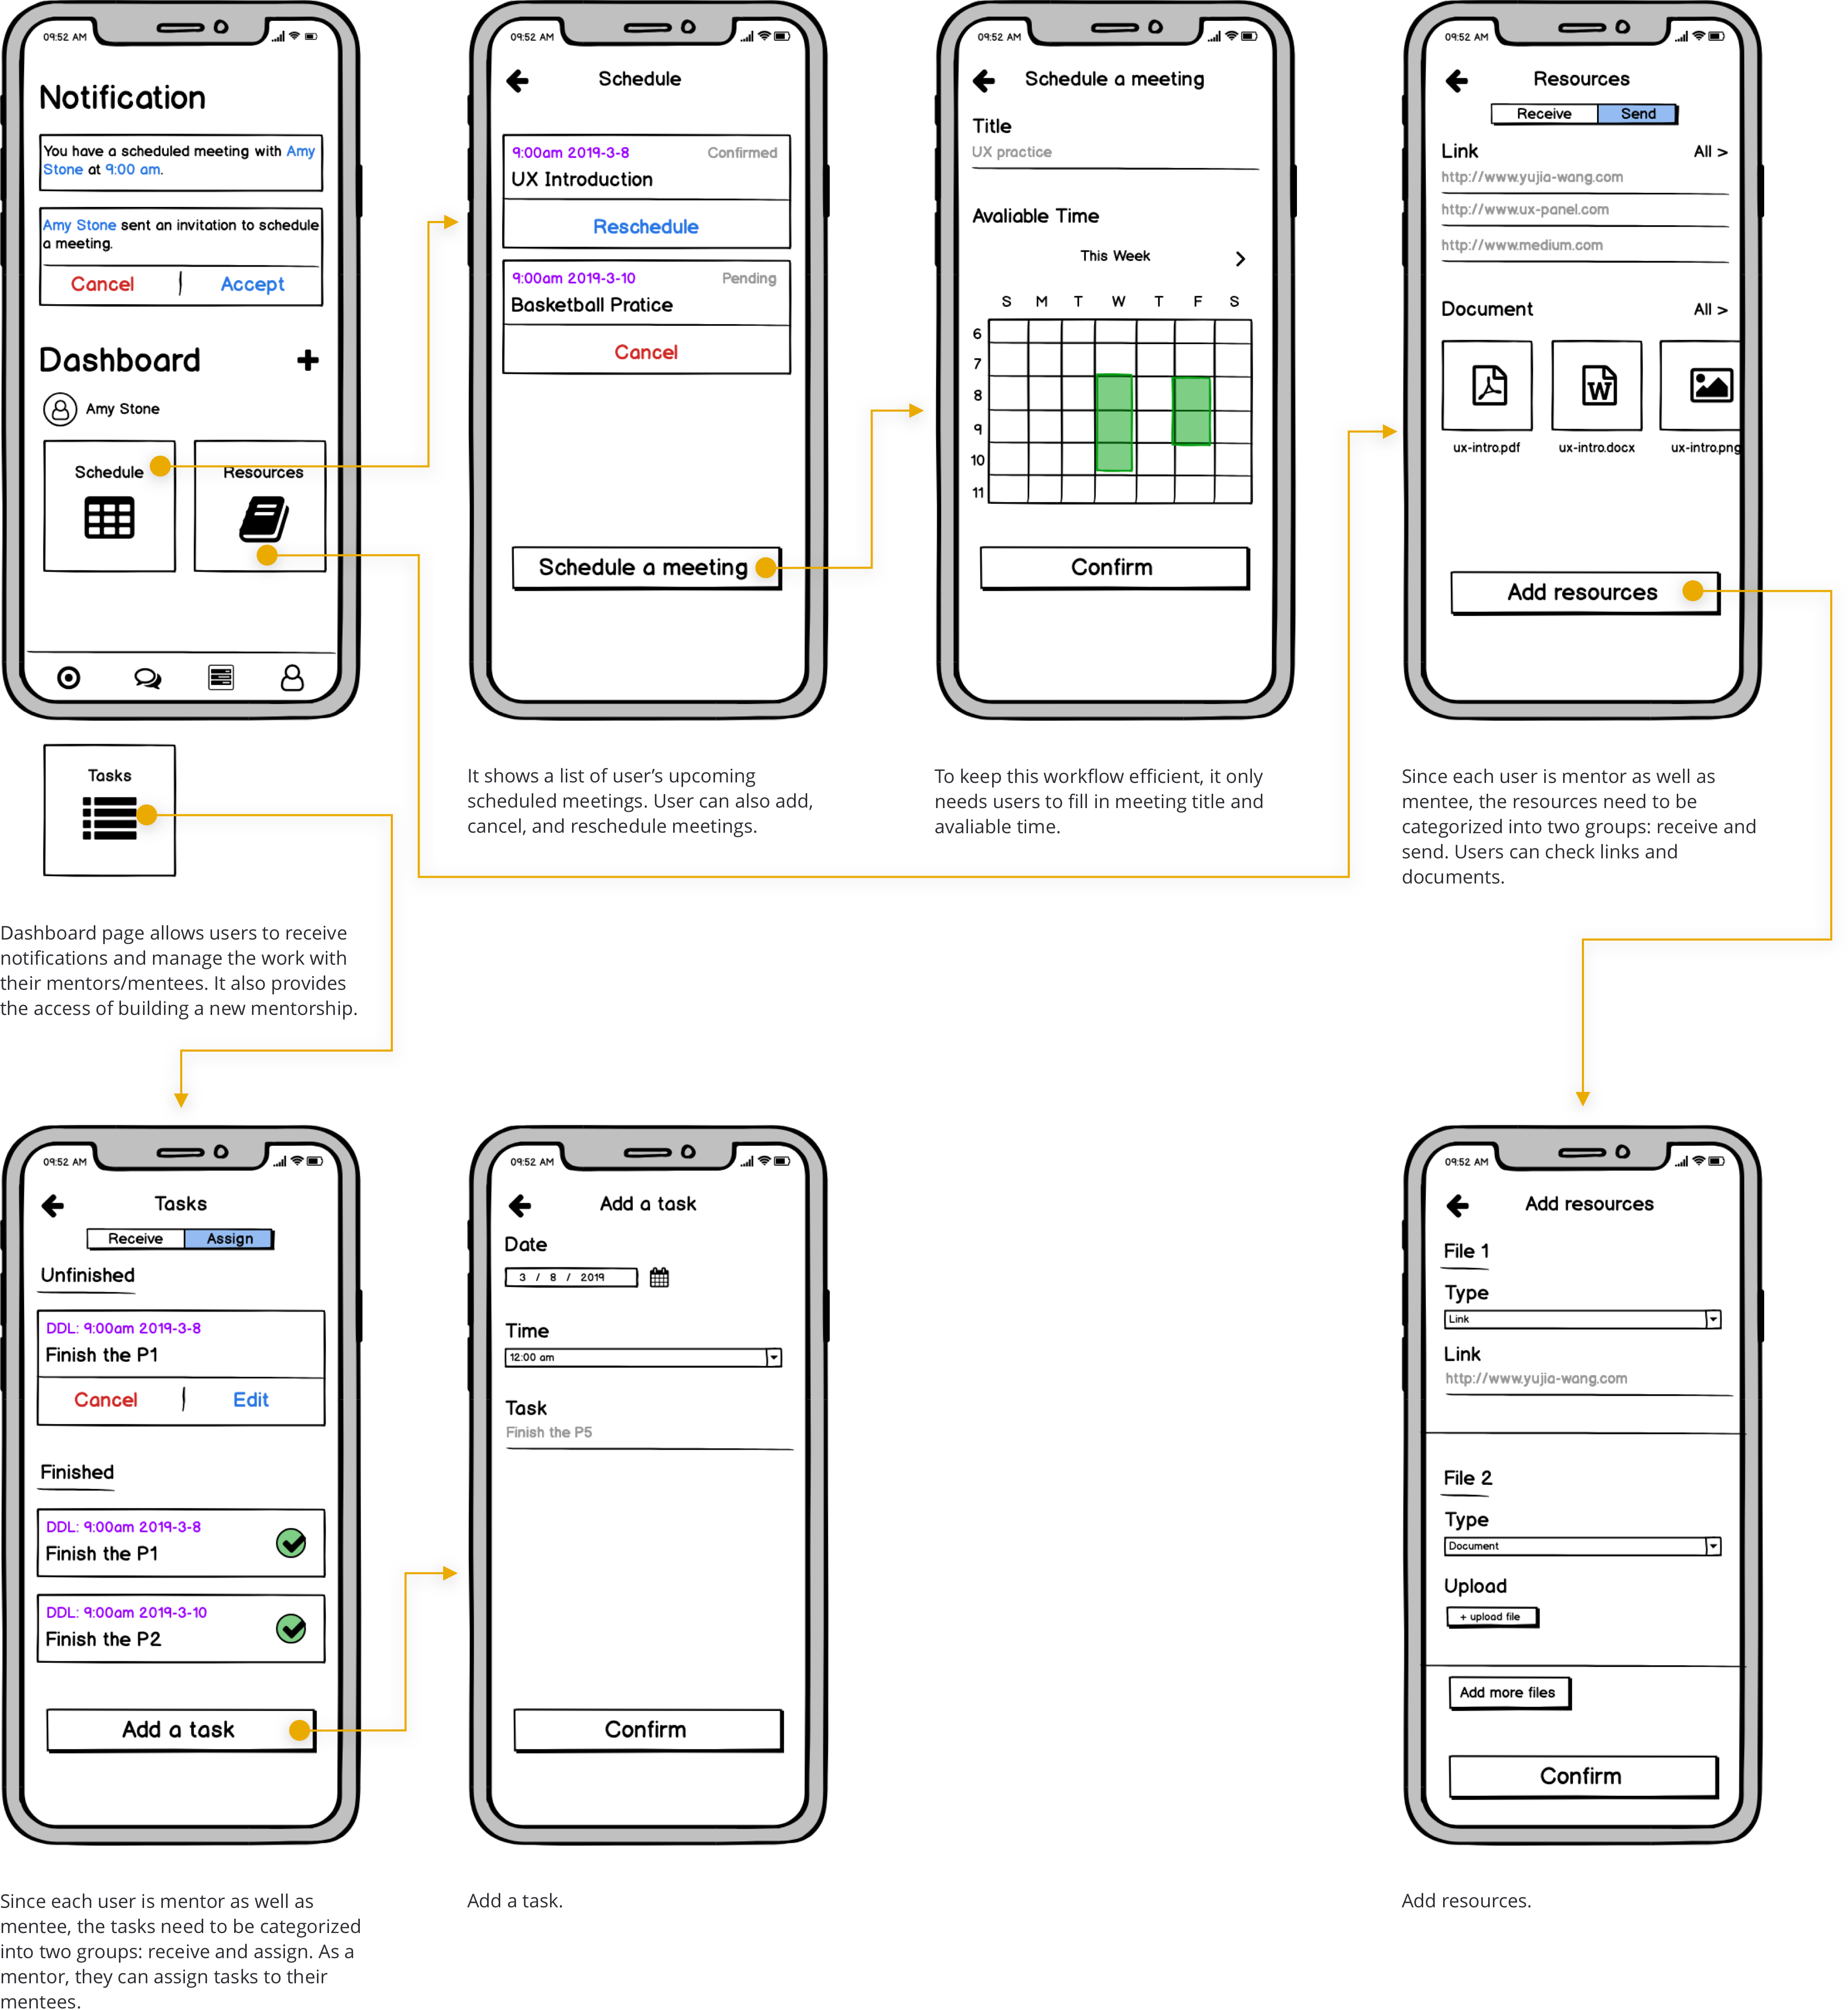 09:52 AM
Notification
You have a scheduled meeting with Amy
Stone at 9:00 am.
Amy Stone sent an invitation to schedule
a meeting.
Cancel | Accept
Dashboard +
Amy Stone
Schedule
Resources
Tasks
Dashboard page allows users to receive
notifications and manage the work with
their mentors/mentees. It also provides
the access of building a new mentorship.
09:52 AM
Schedule
9:00am 2019-3-8 Confirmed
UX Introduction
Reschedule
9:00am 2019-3-10 Pending
Basketball Pratice
Cancel
Schedule a meeting
It shows a list of user’s upcoming
scheduled meetings. User can also add,
cancel, and reschedule meetings.
09:52 AM
Schedule a meeting
Title
UX practice
Avaliable Time
This Week >
S M T W T F S
6
7
8
9
10
11
Confirm
To keep this workflow efficient, it only
needs users to fill in meeting title and
avaliable time.
09:52 AM
Resources
Receive Send
Link All >
http://www.yujia-wang.com
http://www.ux-panel.com
http://www.medium.com
Document All >
W
ux-intro.pdf ux-intro.docx ux-intro.png
Add resources
Since each user is mentor as well as
mentee, the resources need to be
categorized into two groups: receive and
send. Users can check links and
documents.
09:52 AM
Tasks
Receive Assign
Unfinished
DDL: 9:00am 2019-3-8
Finish the P1
Cancel | Edit
Finished
DDL: 9:00am 2019-3-8
Finish the P1
DDL: 9:00am 2019-3-10
Finish the P2
Add a task
Since each user is mentor as well as
mentee, the tasks need to be categorized
into two groups: receive and assign. As a
mentor, they can assign tasks to their
mentees.
09:52 AM
Add a task
Date
3 / 8 / 2019
Time
12:00 am
Task
Finish the P5
Confirm
Add a task.
09:52 AM
Add resources
File 1
Type
Link
Link
http://www.yujia-wang.com
File 2
Type
Document
Upload
+ upload file
Add more files
Confirm
Add resources.